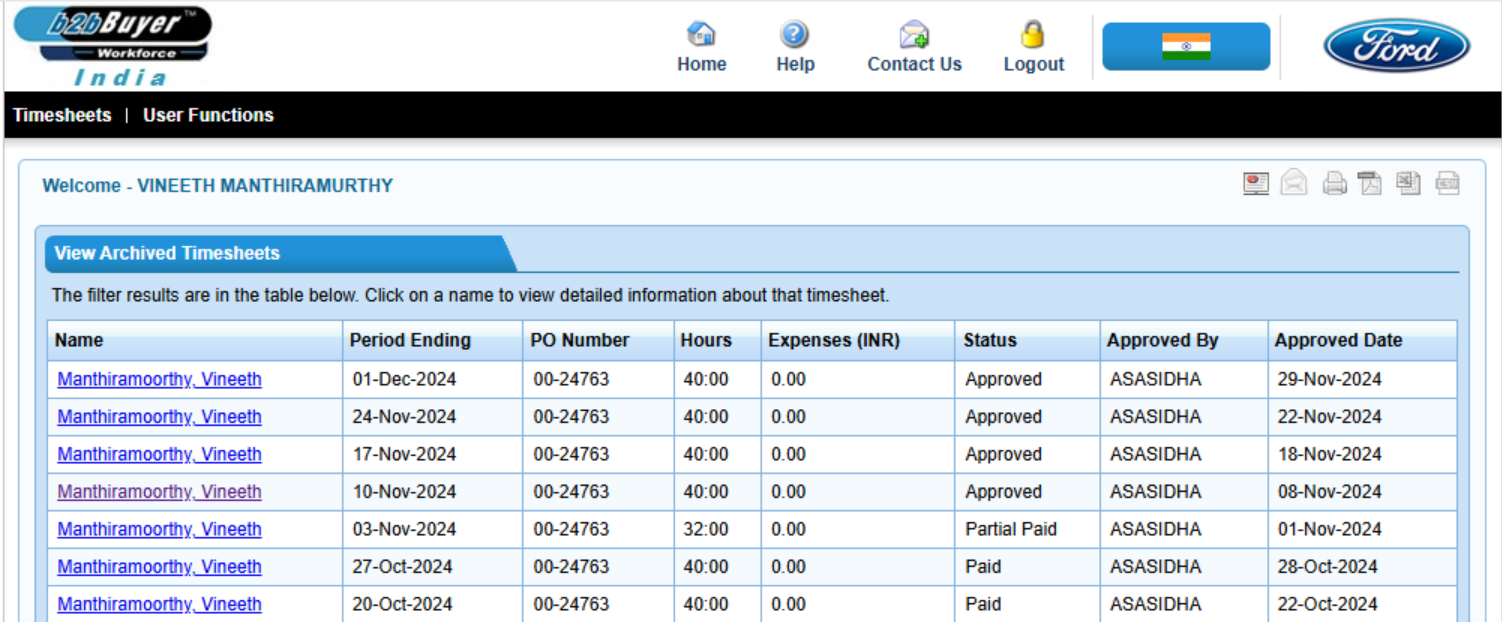 b2bBuyer™
Workforce
India
Home Help Contact Us Logout
Ford
Timesheets | User Functions
Welcome - VINEETH MANTHIRAMURTHY
View Archived Timesheets
The filter results are in the table below. Click on a name to view detailed information about that timesheet.
Name Period Ending PO Number Hours Expenses (INR) Status Approved By Approved Date
Manthiramoorthy, Vineeth 01-Dec-2024 00-24763 40:00 0.00 Approved ASASIDHA 29-Nov-2024
Manthiramoorthy, Vineeth 24-Nov-2024 00-24763 40:00 0.00 Approved ASASIDHA 22-Nov-2024
Manthiramoorthy, Vineeth 17-Nov-2024 00-24763 40:00 0.00 Approved ASASIDHA 18-Nov-2024
Manthiramoorthy, Vineeth 10-Nov-2024 00-24763 40:00 0.00 Approved ASASIDHA 08-Nov-2024
Manthiramoorthy, Vineeth 03-Nov-2024 00-24763 32:00 0.00 Partial Paid ASASIDHA 01-Nov-2024
Manthiramoorthy, Vineeth 27-Oct-2024 00-24763 40:00 0.00 Paid ASASIDHA 28-Oct-2024
Manthiramoorthy, Vineeth 20-Oct-2024 00-24763 40:00 0.00 Paid ASASIDHA 22-Oct-2024